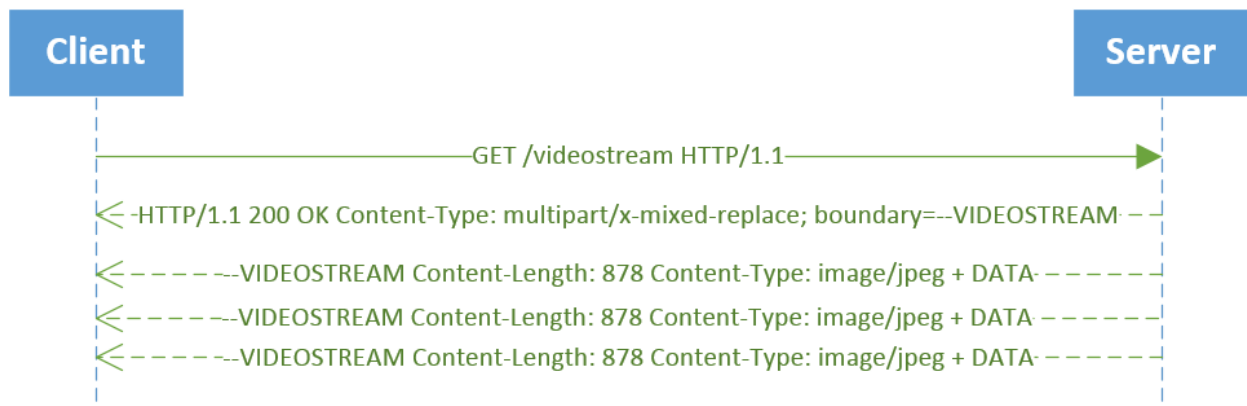 Client
Server
GET /videostream HTTP/1.1
HTTP/1.1 200 OK Content-Type: multipart/x-mixed-replace; boundary=--VIDEOSTREAM
--VIDEOSTREAM Content-Length: 878 Content-Type: image/jpeg + DATA
--VIDEOSTREAM Content-Length: 878 Content-Type: image/jpeg + DATA
--VIDEOSTREAM Content-Length: 878 Content-Type: image/jpeg + DATA